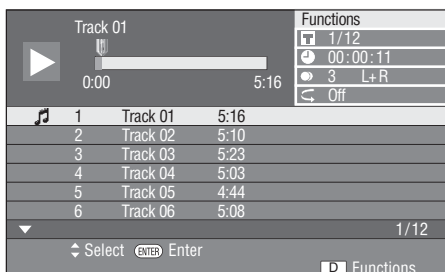 Track 01
0:00 5:16
Functions
T 1/12
00:00:11
3 L+R
Off
1 Track 01 5:16
2 Track 02 5:10
3 Track 03 5:23
4 Track 04 5:03
5 Track 05 4:44
6 Track 06 5:08
1/12
Select ENTER Enter
D Functions